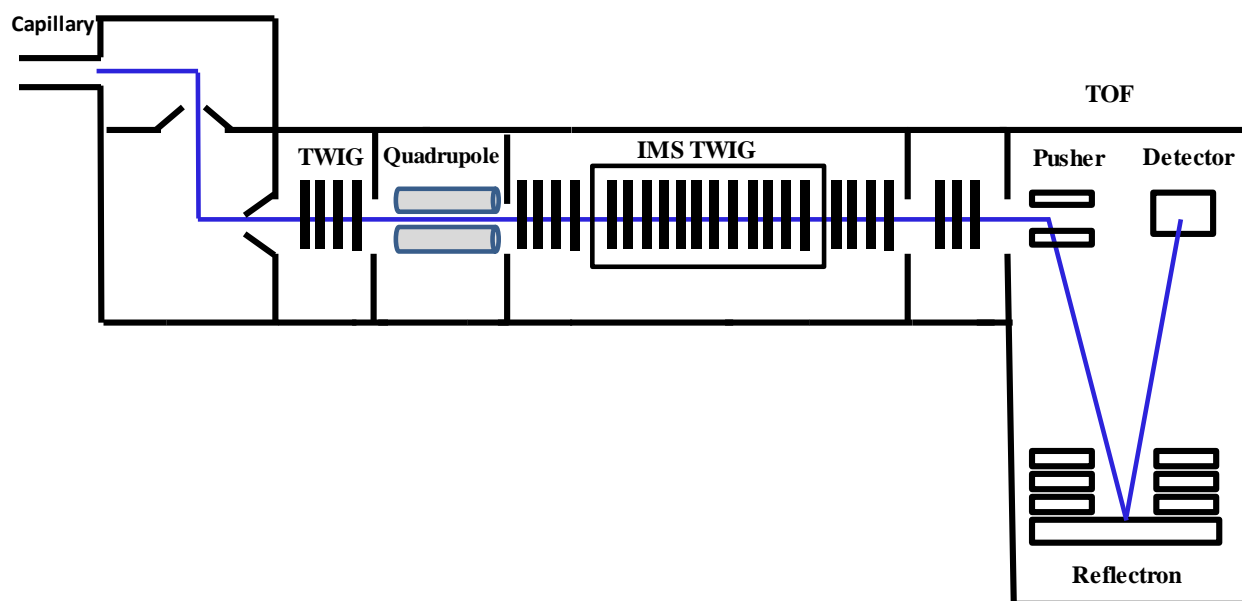 Capillary
TOF
TWIG
Quadrupole
IMS TWIG
Pusher
Detector
Reflectron